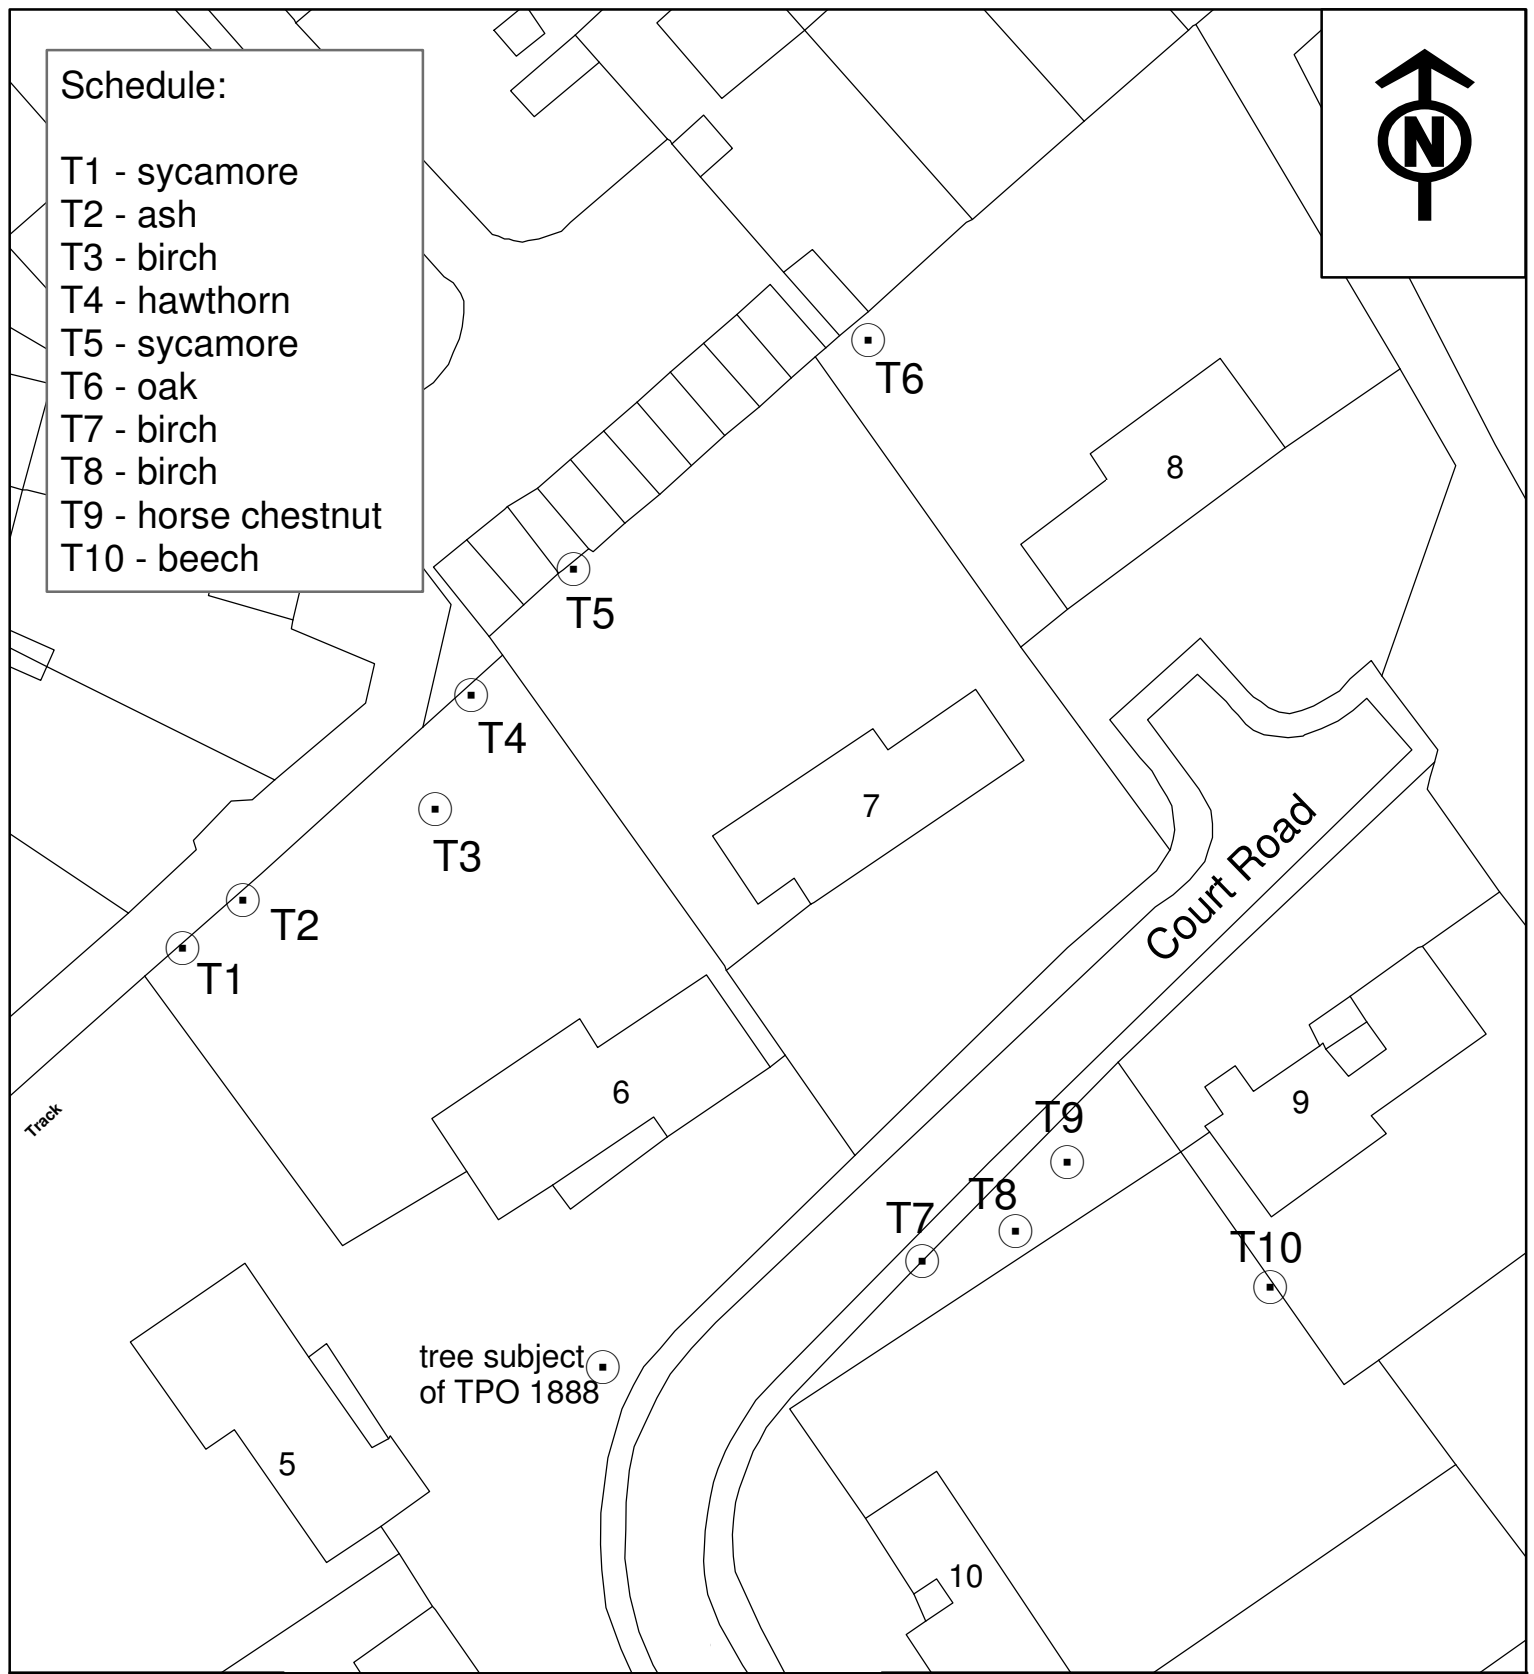 Schedule:
T1 - sycamore
T2 - ash
T3 - birch
T4 - hawthorn
T5 - sycamore
T6 - oak
T7 - birch
T8 - birch
T9 - horse chestnut
T10 - beech
N
T6
8
T5
T4
7
T3
Court Road
T2
T1
6
9
Track
T9
T8
T7
T10
tree subject
of TPO 1888
5
10